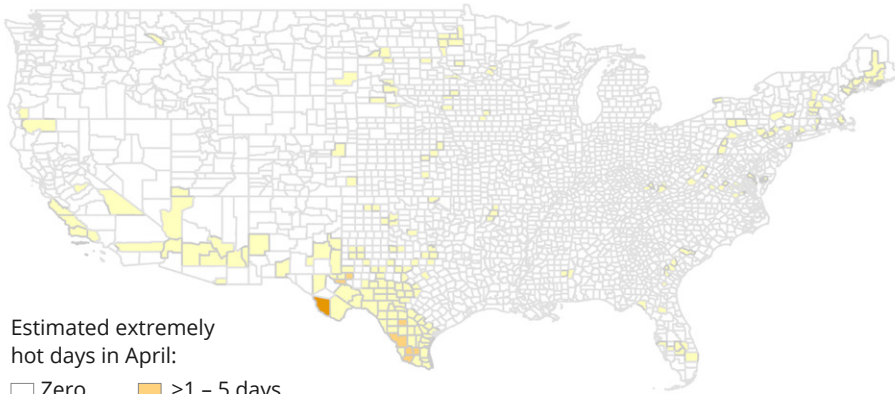 Estimated extremely
hot days in April:
Zero >1 – 5 days